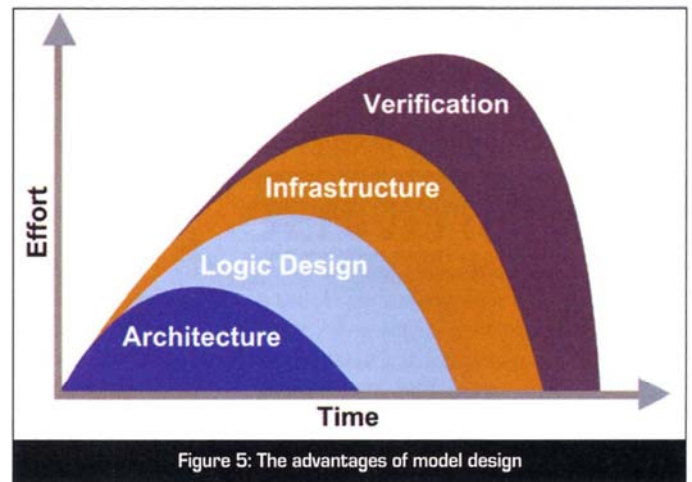 Effort
Verification
Infrastructure
Logic Design
Architecture
Time
Figure 5: The advantages of model design